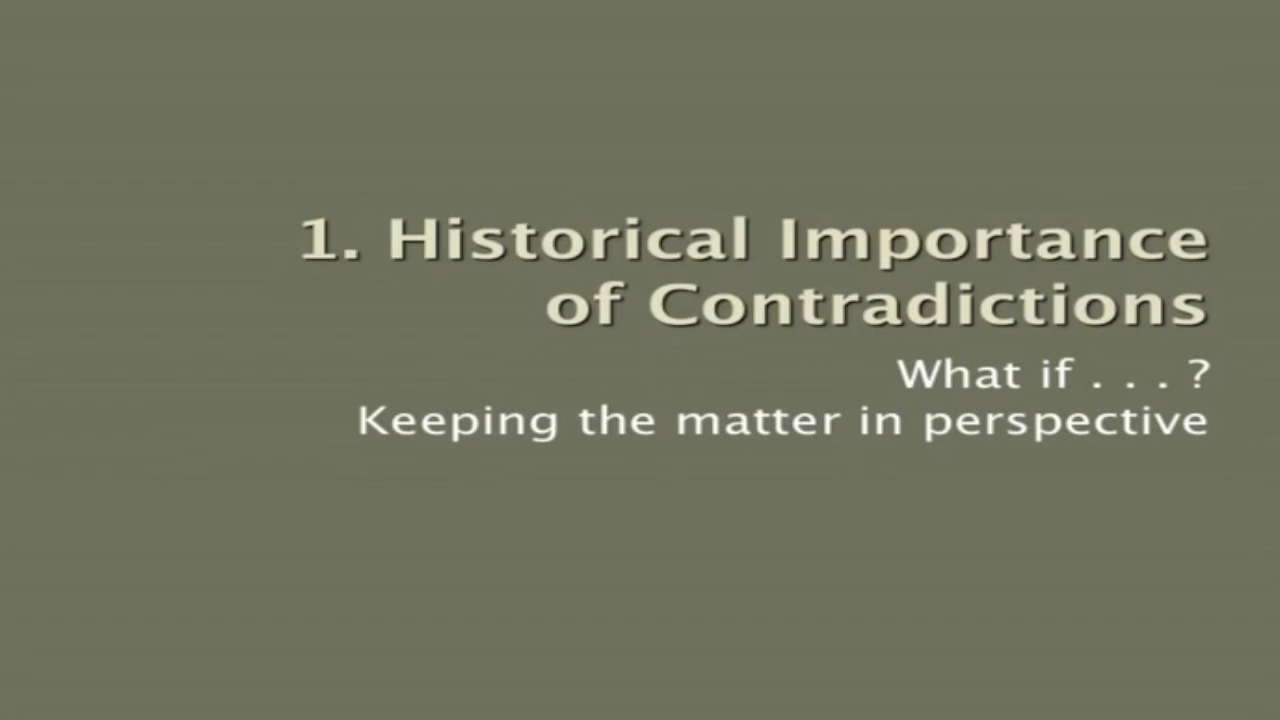 1. Historical Importance
of Contradictions
What if . . . ?
Keeping the matter in perspective